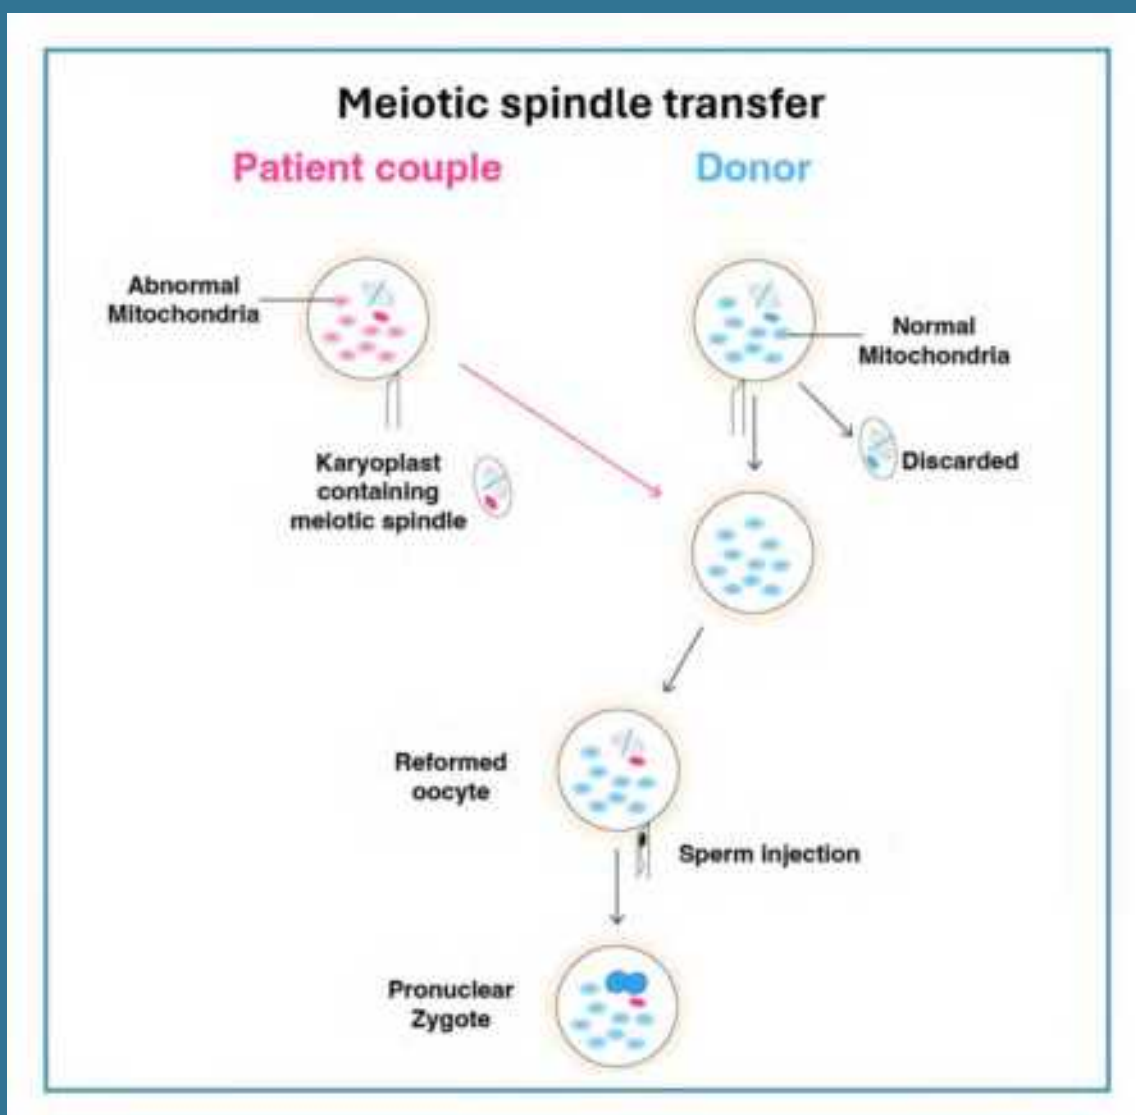 Meiotic spindle transfer
Patient couple
Donor
Abnormal
Mitochondria
Normal
Mitochondria
Karyoplast
containing
meiotic spindle
Discarded
Reformed
oocyte
Sperm injection
Pronuclear
Zygote